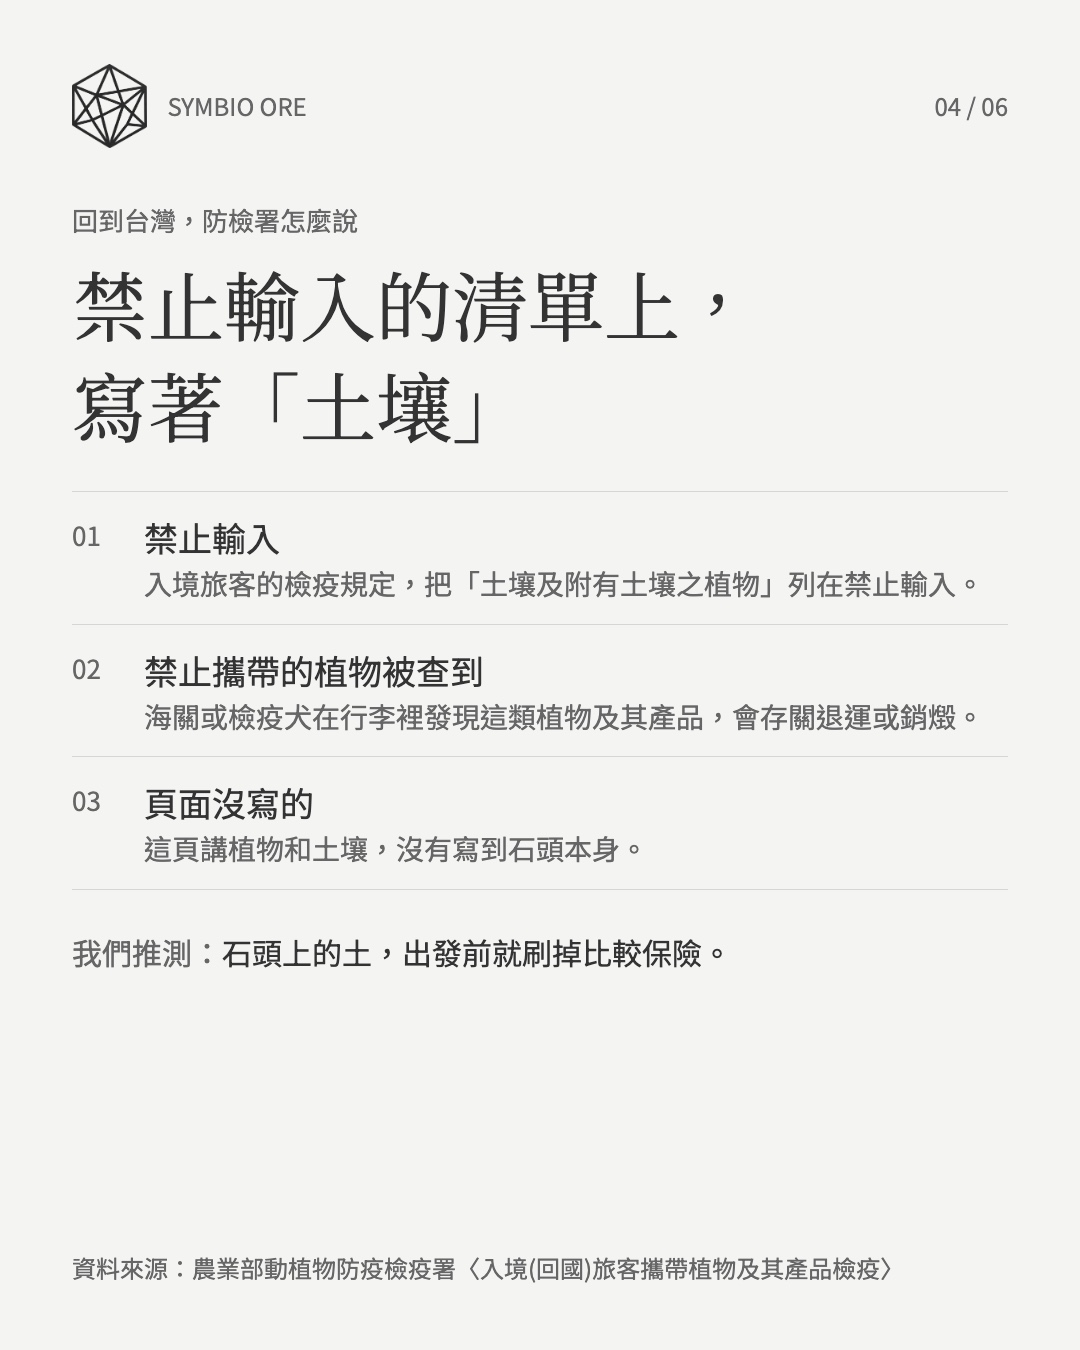 SYMBIO ORE
04 / 06
回到台灣，防檢署怎麼說
禁止輸入的清單上，
寫著「土壤」
01 禁止輸入
入境旅客的檢疫規定，把「土壤及附有土壤之植物」列在禁止輸入。
02 禁止攜帶的植物被查到
海關或檢疫犬在行李裡發現這類植物及其產品，會存關退運或銷燬。
03 頁面沒寫的
這頁講植物和土壤，沒有寫到石頭本身。
我們推測：石頭上的土，出發前就刷掉比較保險。
資料來源：農業部動植物防疫檢疫署〈入境(回國)旅客攜帶植物及其產品檢疫〉